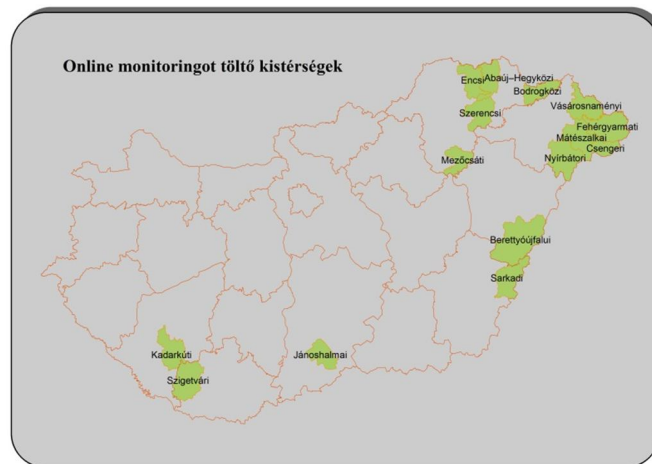 Online monitoringot töltő kistérségek
Encsi
Abaúj–Hegyközi
Bodrogközi
Szerencsi
Vásárosnaményi
Fehérgyarmati
Mátészalkai
Csengeri
Nyírbátori
Mezőcsáti
Berettyóújfalui
Sarkadi
Kadarkúti
Jánoshalmai
Szigetvári